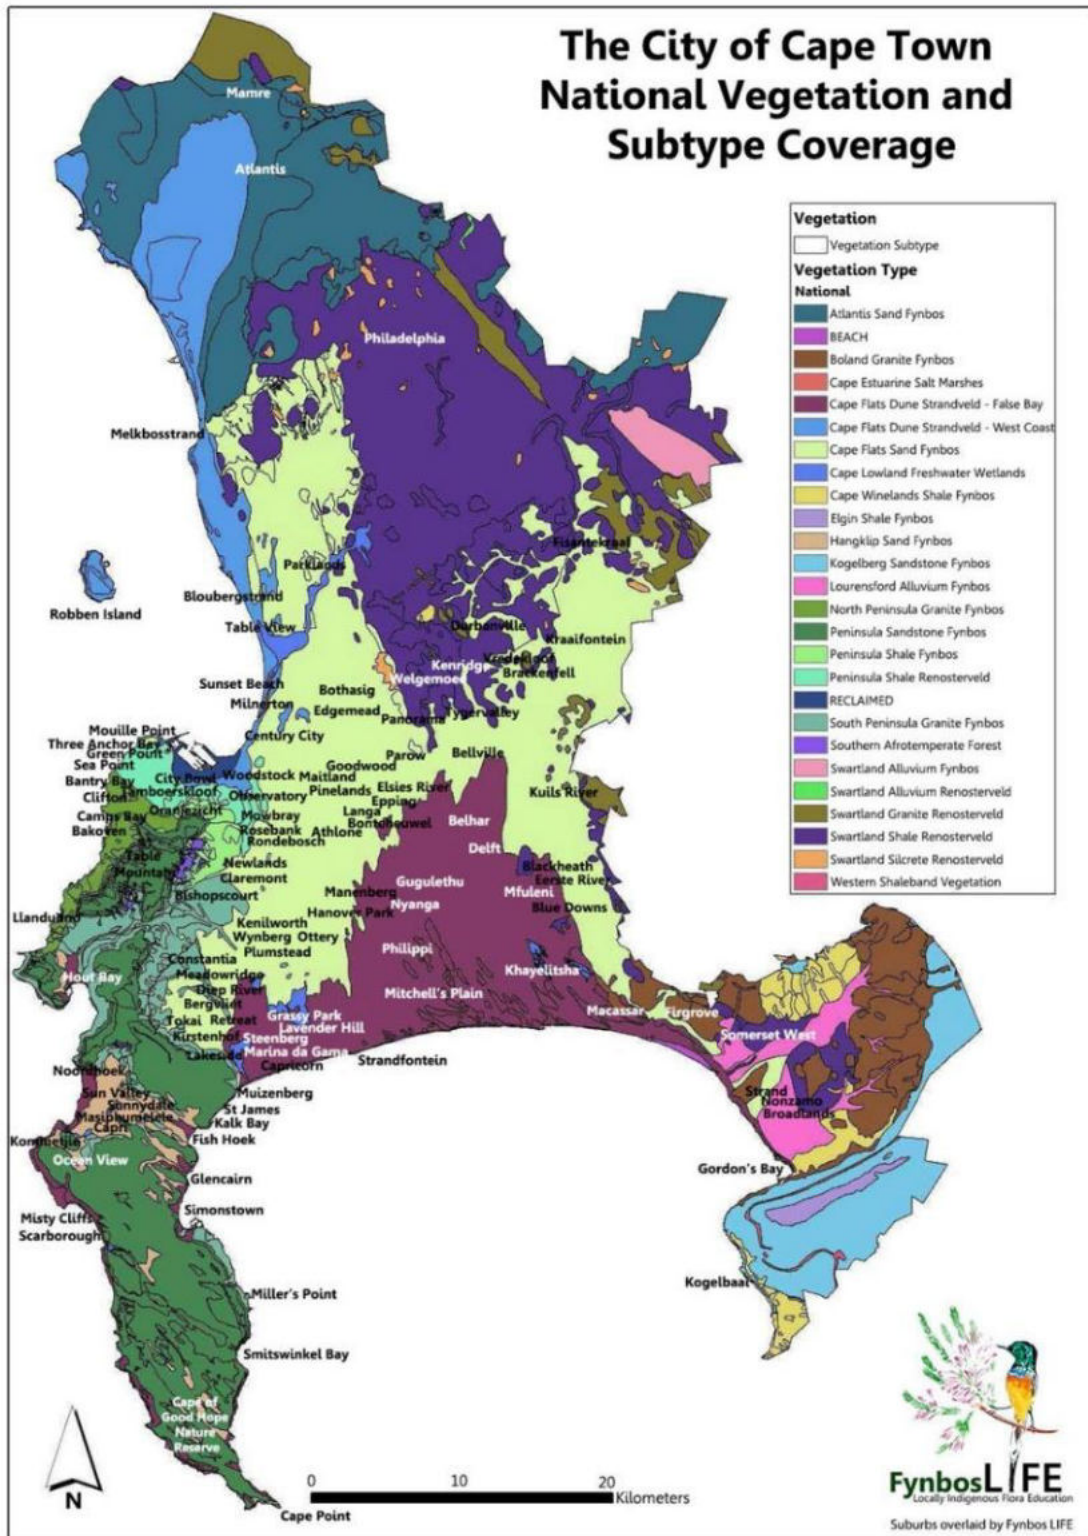 The City of Cape Town
National Vegetation and
Subtype Coverage
Vegetation
Vegetation Subtype
Vegetation Type
National
Atlantis Sand Fynbos
BEACH
Boland Granite Fynbos
Cape Estuarine Salt Marshes
Cape Flats Dune Strandveld - False Bay
Cape Flats Dune Strandveld - West Coast
Cape Flats Sand Fynbos
Cape Lowland Freshwater Wetlands
Cape Winelands Shale Fynbos
Elgin Shale Fynbos
Hangklip Sand Fynbos
Kogelberg Sandstone Fynbos
Lourensford Alluvium Fynbos
North Peninsula Granite Fynbos
Peninsula Sandstone Fynbos
Peninsula Shale Fynbos
Peninsula Shale Renosterveld
RECLAIMED
South Peninsula Granite Fynbos
Southern Afrotemperate Forest
Swartland Alluvium Fynbos
Swartland Alluvium Renosterveld
Swartland Granite Renosterveld
Swartland Shale Renosterveld
Swartland Silcrete Renosterveld
Western Shaleband Vegetation
Mamre
Atlantis
Philadelphia
Melkbosstrand
Fisantekraal
Parklands
Robben Island
Bloubergstrand
Table View
Durbanville
Kraaifontein
Kenridge
Welgemoed
Brackenfell
Sunset Beach
Bothasig
Milnerton
Edgemead
Panorama
Tygervalley
Mouille Point
Century City
Three Anchor Bay
Green Point
Parow
Bellville
Sea Point
Goodwood
Bantry Bay
City Bowl
Woodstock
Maitland
Clifton
Tamboerskloof
Observatory
Pinelands
Elsies River
Kuils River
Epping
Camps Bay
Oranjezicht
Mowbray
Langa
Bonteheuwel
Belhar
Bakoven
Rosebank
Athlone
Rondebosch
Delft
Table
Mountain
Newlands
Claremont
Blackheath
Eerste River
Bishopscourt
Manenberg
Gugulethu
Mfuleni
Nyanga
Blue Downs
Llandudno
Hanover Park
Kenilworth
Wynberg
Ottery
Plumstead
Philippi
Constantia
Hout Bay
Meadowridge
Khayelitsha
Diep River
Bergvliet
Mitchell's Plain
Tokai
Retreat
Grassy Park
Lavender Hill
Macassar
Firgrove
Kirstenhof
Steenberg
Somerset West
Lakeside
Marina da Gama
Capricorn
Strandfontein
Noordhoek
Sun Valley
Muizenberg
Strand
Sunnydale
St James
Nonzamo
Masiphumelele
Broadlands
Capri
Kalk Bay
Kommetjie
Fish Hoek
Ocean View
Gordon's Bay
Glencairn
Misty Cliffs
Simonstown
Scarborough
Kogelbaai
Miller's Point
Smitswinkel Bay
Cape of
Good Hope
Nature
Reserve
Cape Point
N
0 10 20
Kilometers
FynbosLIFE
Locally Indigenous Flora Education
Suburbs overlaid by Fynbos LIFE